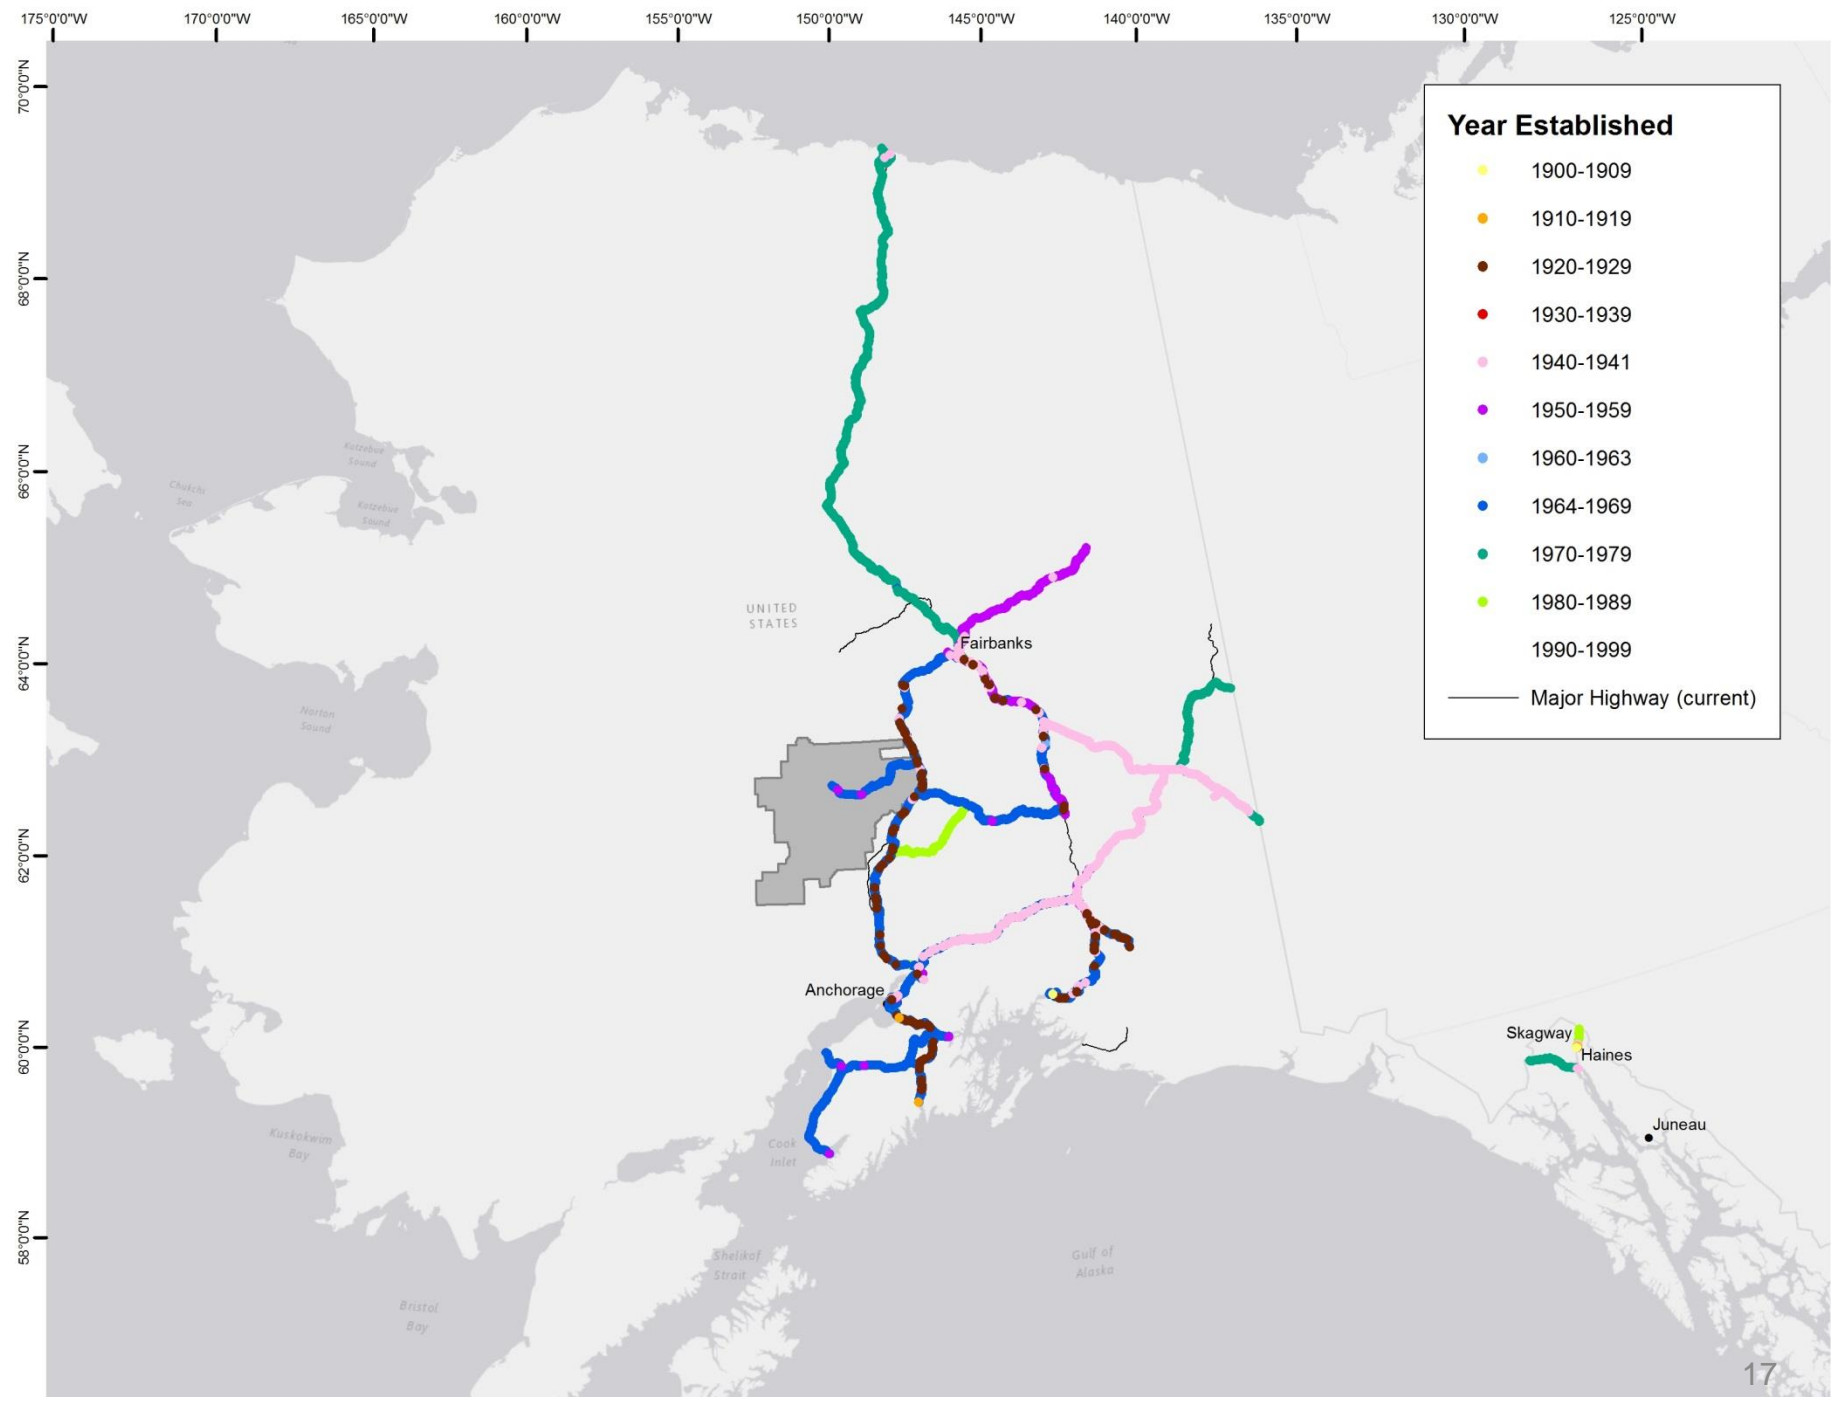 175°0'0"W
170°0'0"W
165°0'0"W
160°0'0"W
155°0'0"W
150°0'0"W
145°0'0"W
140°0'0"W
135°0'0"W
130°0'0"W
125°0'0"W
70°0'0"N
68°0'0"N
66°0'0"N
64°0'0"N
62°0'0"N
60°0'0"N
58°0'0"N
Year Established
1900-1909
1910-1919
1920-1929
1930-1939
1940-1941
1950-1959
1960-1963
1964-1969
1970-1979
1980-1989
1990-1999
Major Highway (current)
Kotzebue
Sound
Chukchi
Sea
Kotzebue
Sound
UNITED
STATES
Fairbanks
Norton
Sound
Anchorage
Skagway
Haines
Juneau
Kuskokwim
Bay
Cook
Inlet
Shelikof
Strait
Gulf of
Alaska
Bristol
Bay
17